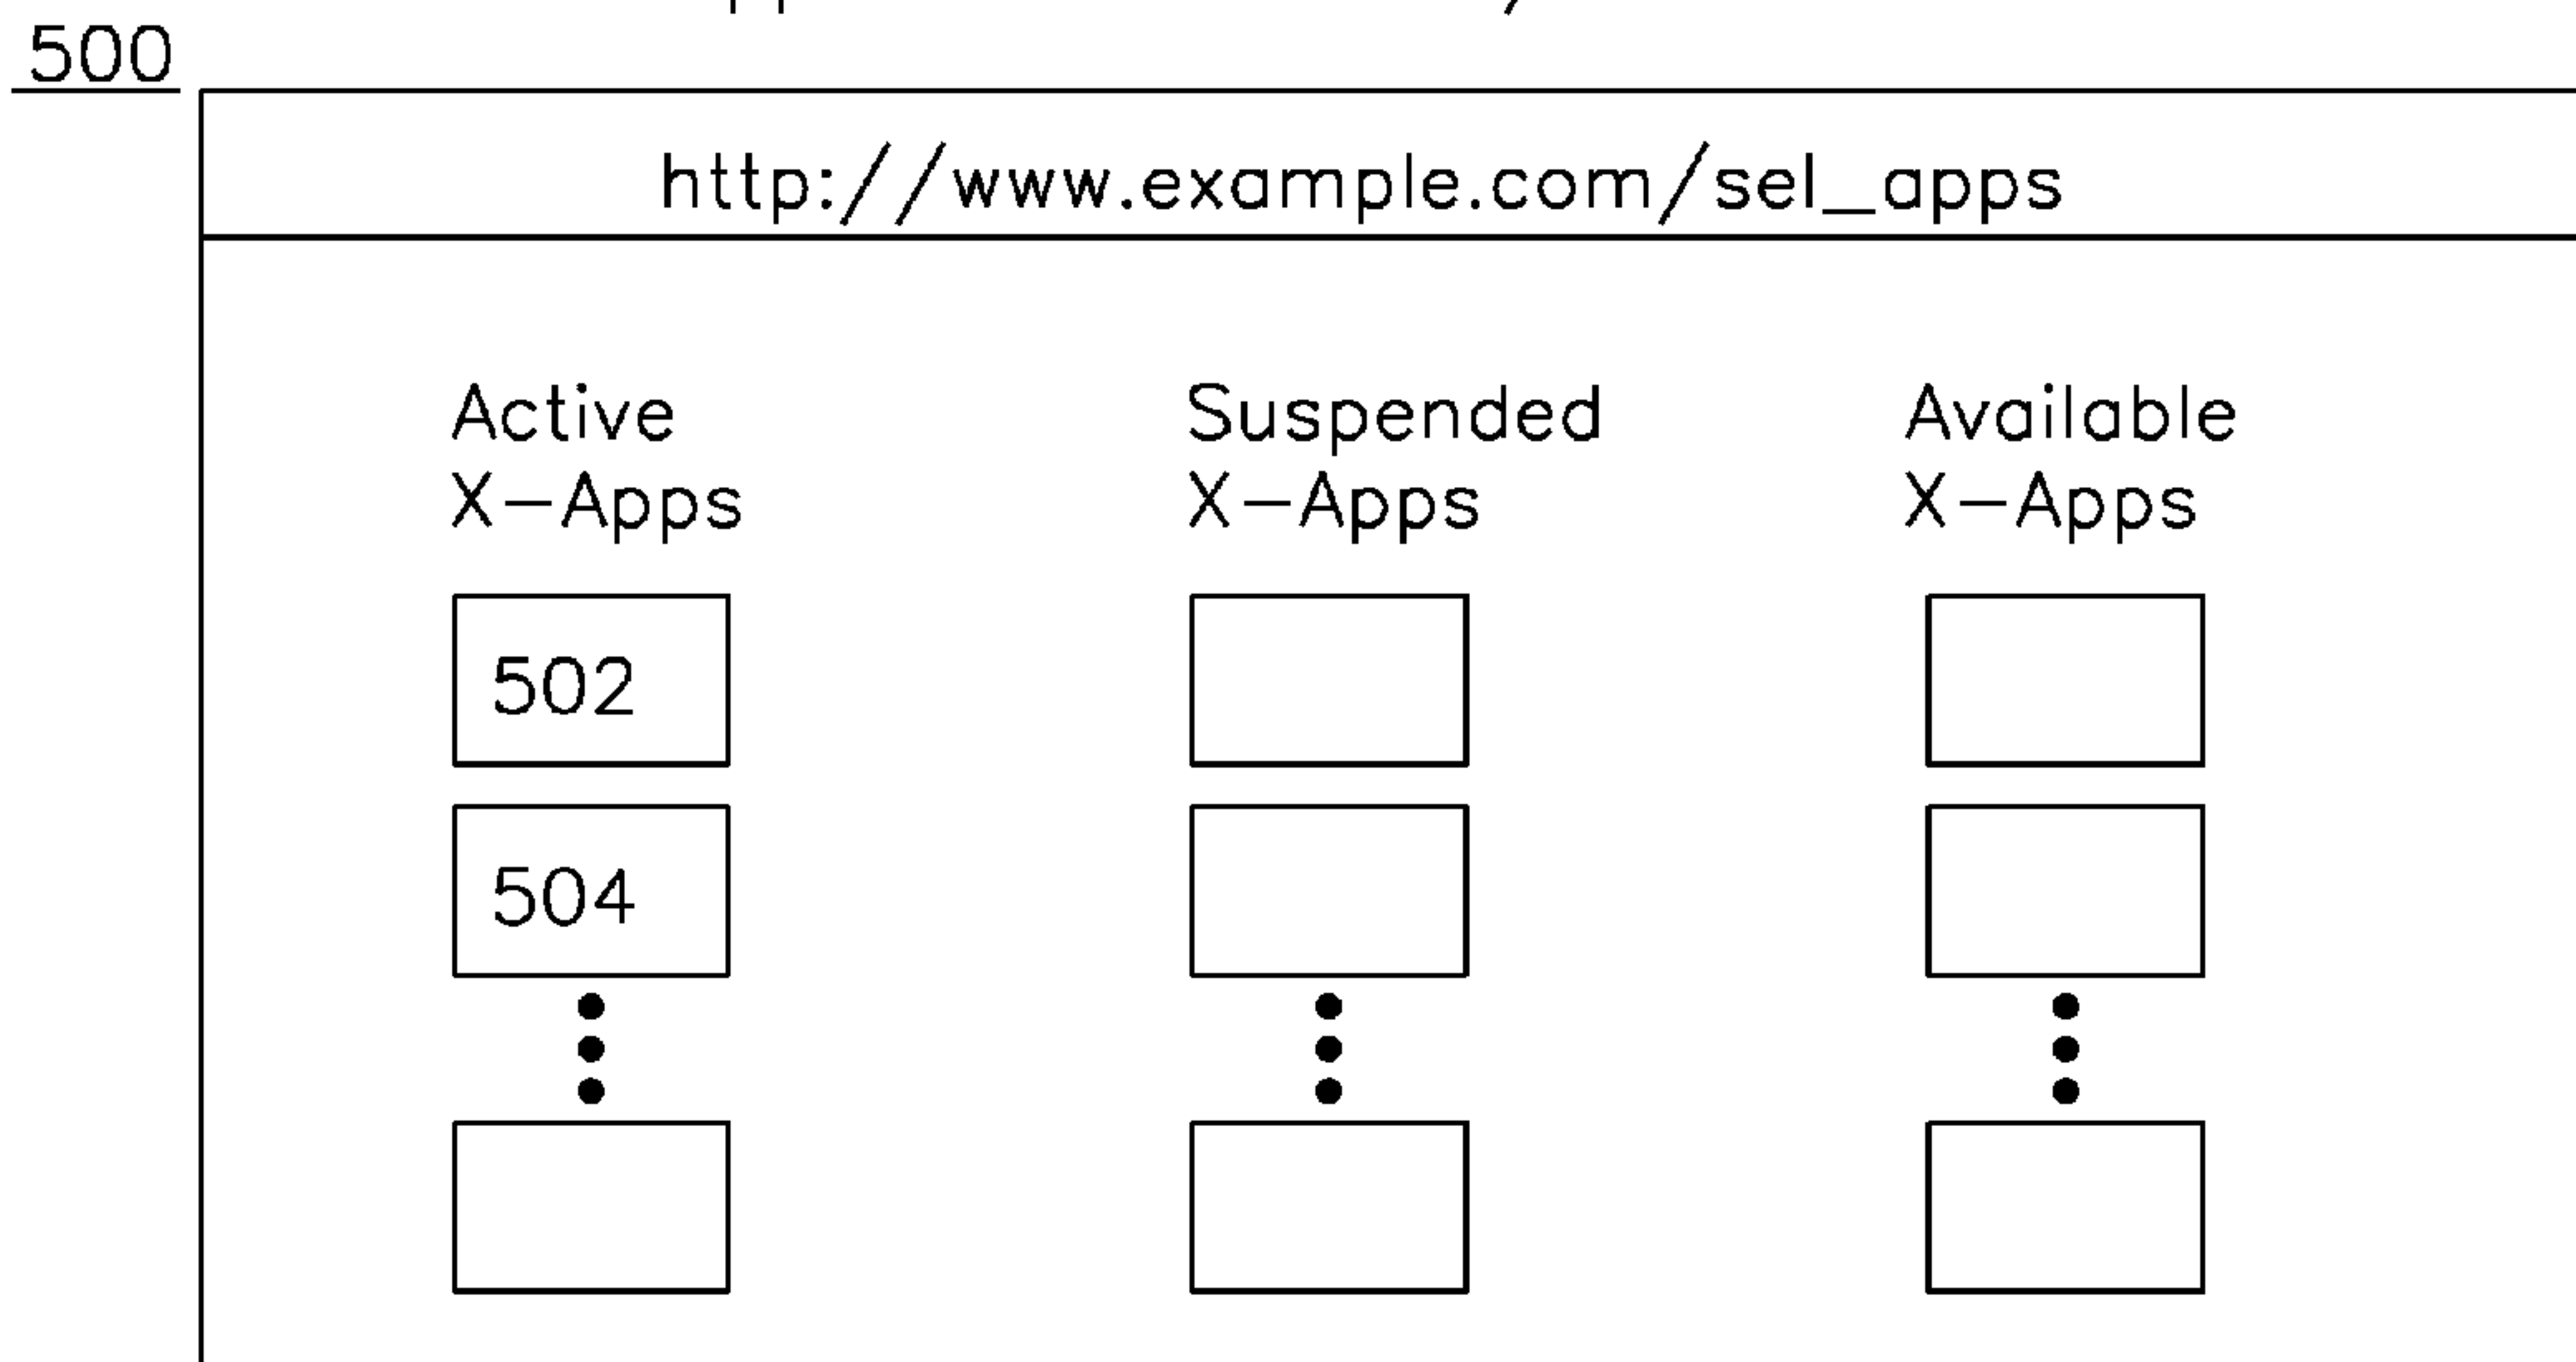 500
http://www.example.com/sel_apps
Active Suspended Available
X-Apps X-Apps X-Apps
502
504